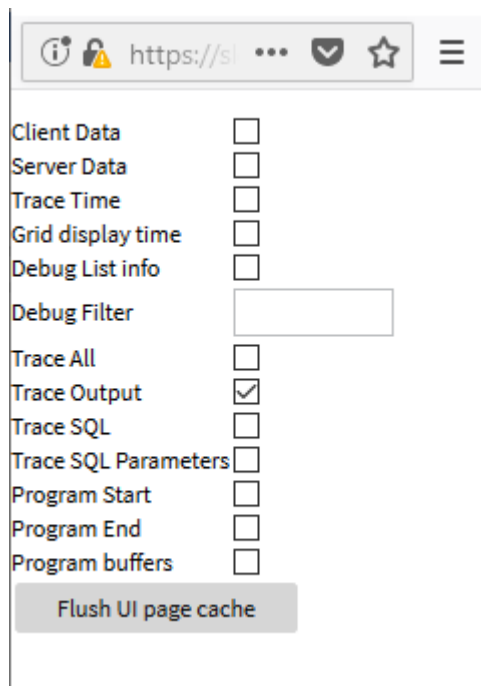 https://s
Client Data
Server Data
Trace Time
Grid display time
Debug List info
Debug Filter
Trace All
Trace Output
Trace SQL
Trace SQL Parameters
Program Start
Program End
Program buffers
Flush UI page cache